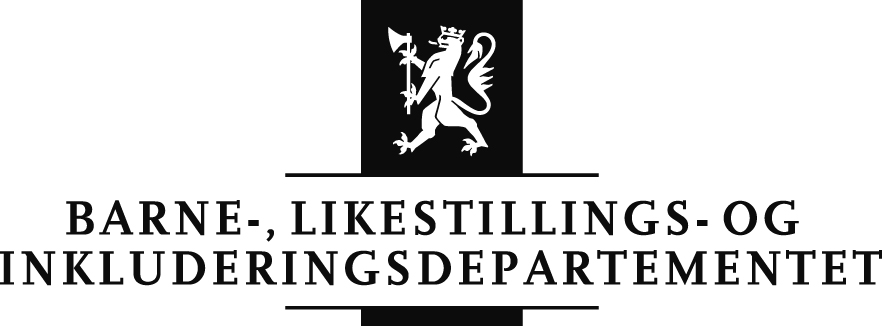 BARNE-, LIKESTILLINGS- OG
INKLUDERINGSDEPARTEMENTET